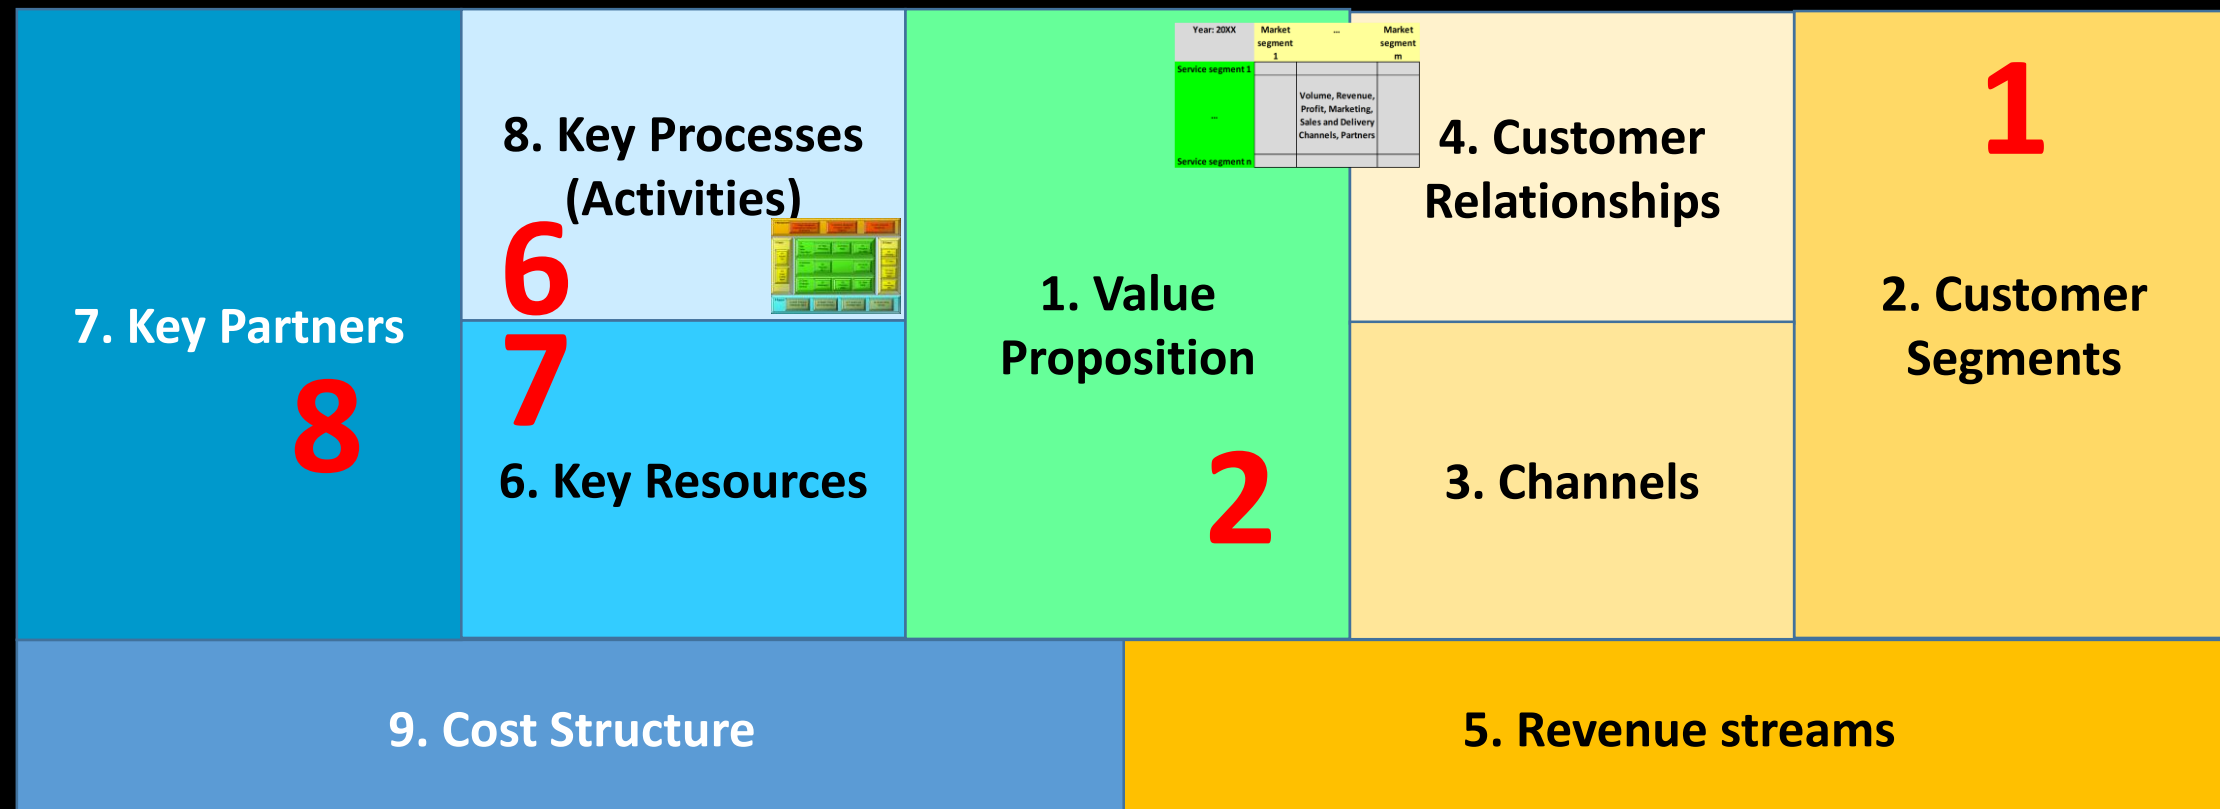 7. Key Partners
8
8. Key Processes
(Activities)
6
7
6. Key Resources
1. Value
Proposition
2
Year: 20XX
Market
segment
1
...
Market
segment
m
Service segment 1
...
Volume, Revenue,
Profit, Marketing,
Sales and Delivery
Channels, Partners
Service segment n
4. Customer
Relationships
3. Channels
1
2. Customer
Segments
9. Cost Structure
5. Revenue streams